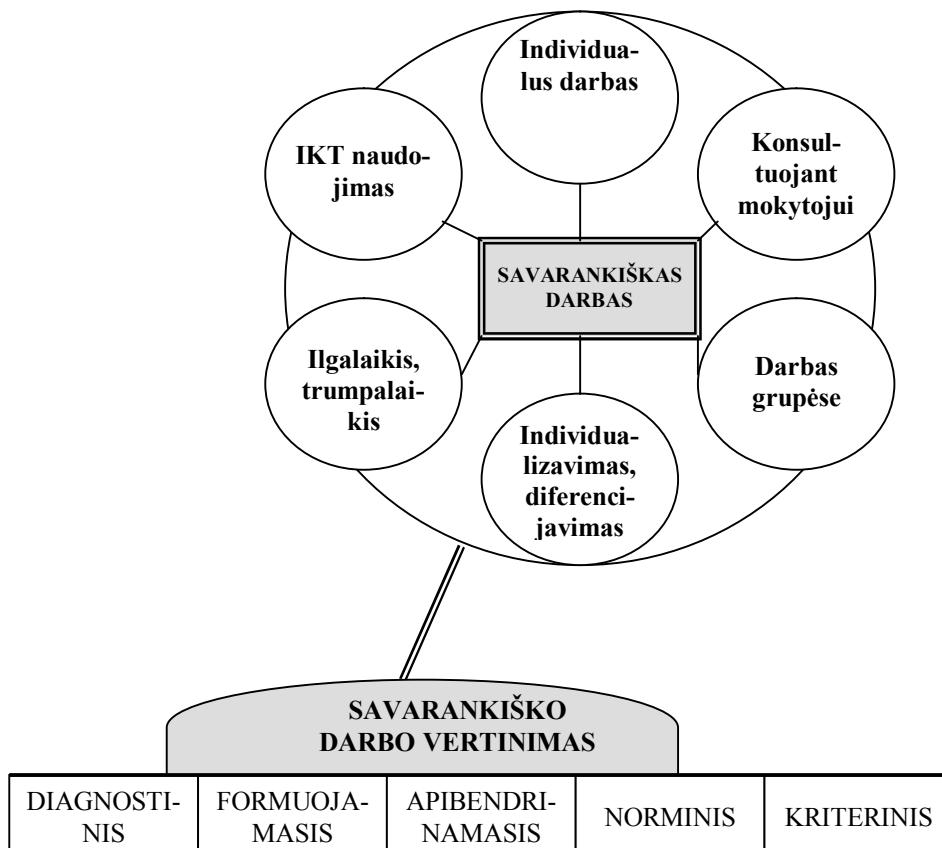 Individua-
lus darbas
IKT naudo-
jimas
Konsul-
tuojant
mokytojui
SAVARANKIŠKAS
DARBAS
Ilgalaikis,
trumpalai-
kis
Darbas
grupėse
Individua-
lizavimas,
diferenci-
javimas
SAVARANKIŠKO
DARBO VERTINIMAS
DIAGNOSTI-
NIS
FORMUOJA-
MASIS
APIBENDRI-
NAMASIS
NORMINIS
KRITERINIS